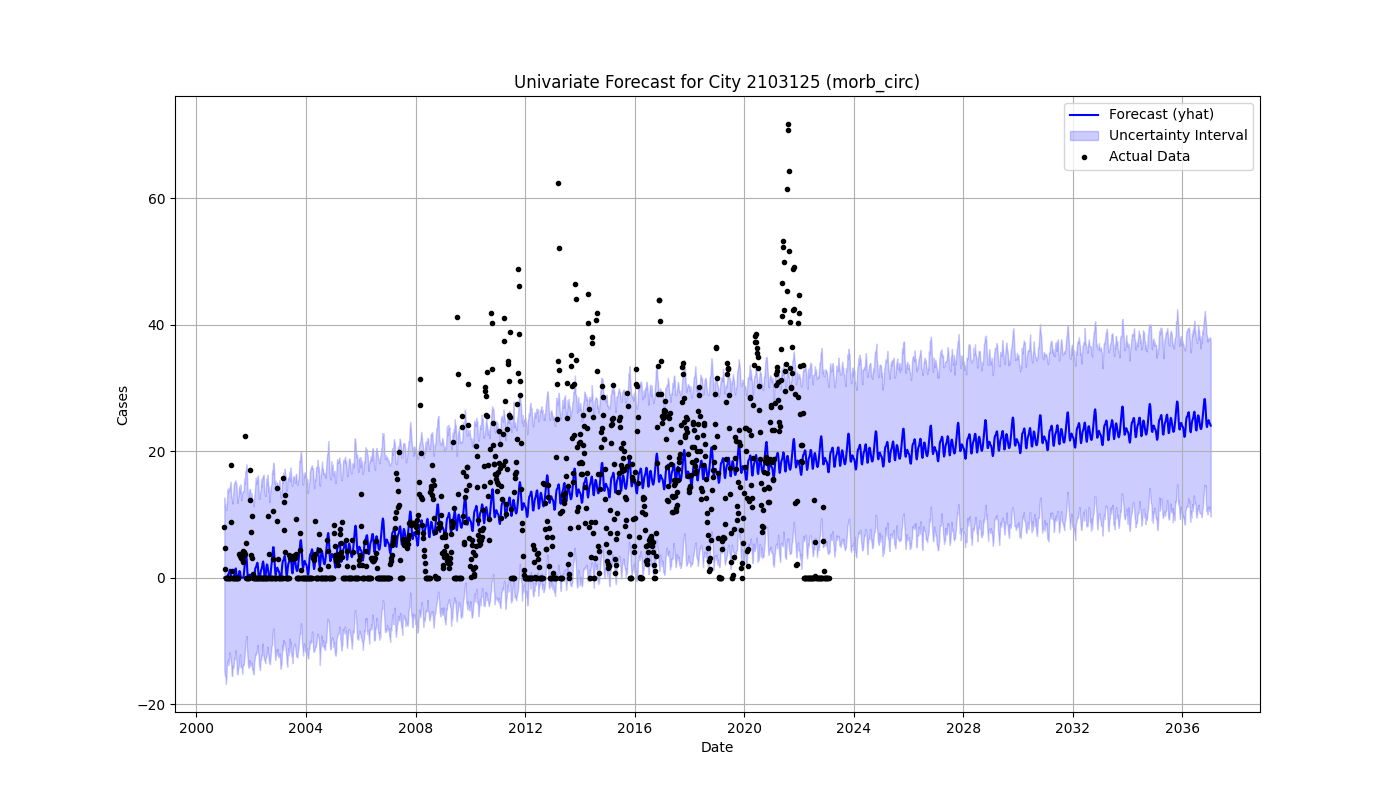 Univariate Forecast for City 2103125 (morb_circ)
Forecast (yhat)
Uncertainty Interval
Actual Data
60
40
20
0
−20
Cases
2000 2004 2008 2012 2016 2020 2024 2028 2032 2036
Date